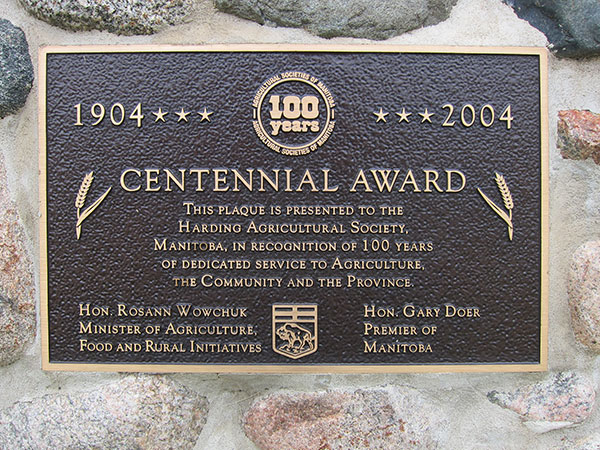 1904 ★★★ ★★★ 2004
AGRICULTURAL SOCIETIES OF MANITOBA
100
years
AGRICULTURAL SOCIETIES OF MANITOBA
CENTENNIAL AWARD
THIS PLAQUE IS PRESENTED TO THE
HARDING AGRICULTURAL SOCIETY,
MANITOBA, IN RECOGNITION OF 100 YEARS
OF DEDICATED SERVICE TO AGRICULTURE,
THE COMMUNITY AND THE PROVINCE.
HON. ROSANN WOWCHUK
MINISTER OF AGRICULTURE,
FOOD AND RURAL INITIATIVES
HON. GARY DOER
PREMIER OF
MANITOBA